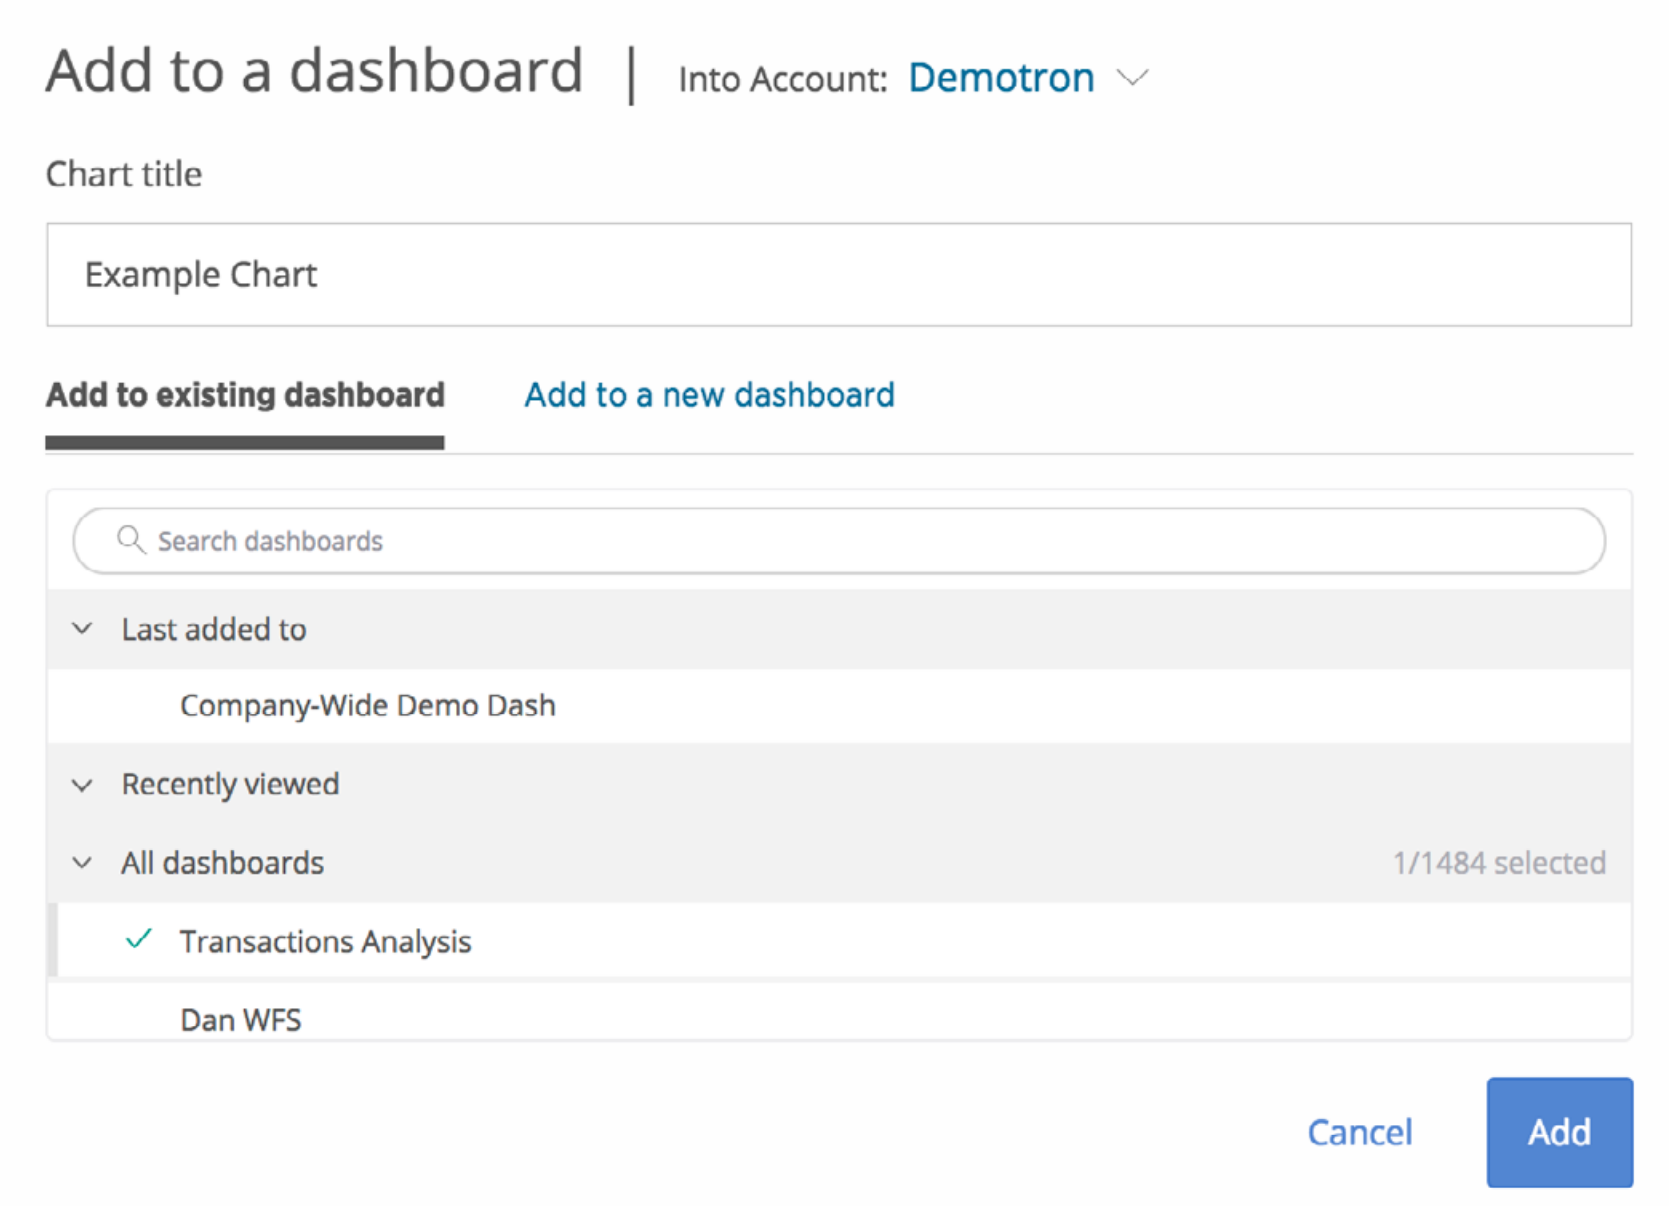 Add to a dashboard | Into Account: Demotron
Chart title
Example Chart
Add to existing dashboard Add to a new dashboard
Search dashboards
Last added to
Company-Wide Demo Dash
Recently viewed
All dashboards 1/1484 selected
Transactions Analysis
Dan WFS
Cancel Add